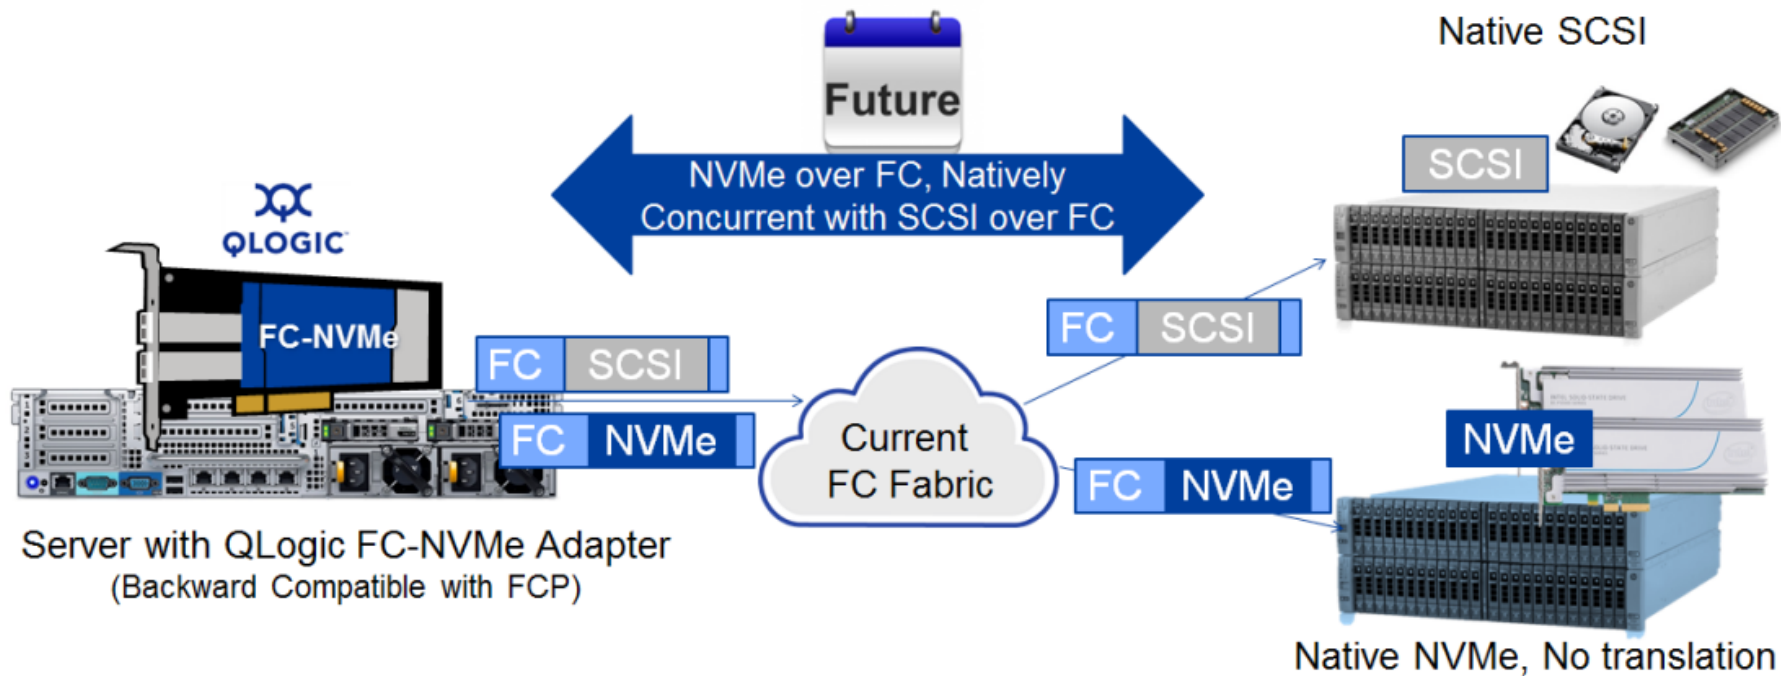 Native SCSI
Future
NVMe over FC, Natively
Concurrent with SCSI over FC
SCSI
QLOGIC
FC-NVMe
FC SCSI
FC NVMe
Current
FC Fabric
FC SCSI
FC NVMe
NVMe
Server with QLogic FC-NVMe Adapter
(Backward Compatible with FCP)
Native NVMe, No translation